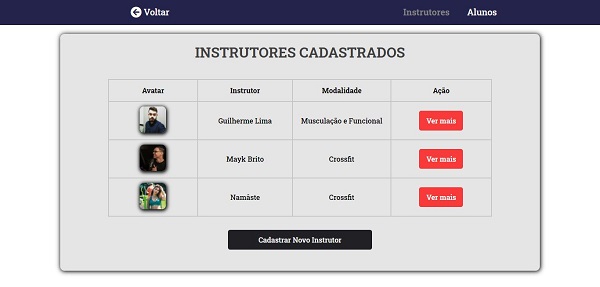 Voltar Instrutores Alunos
INSTRUTORES CADASTRADOS
Avatar Instrutor Modalidade Ação
Guilherme Lima Musculação e Funcional Ver mais
Mayk Brito Crossfit Ver mais
Namáste Crossfit Ver mais
Cadastrar Novo Instrutor